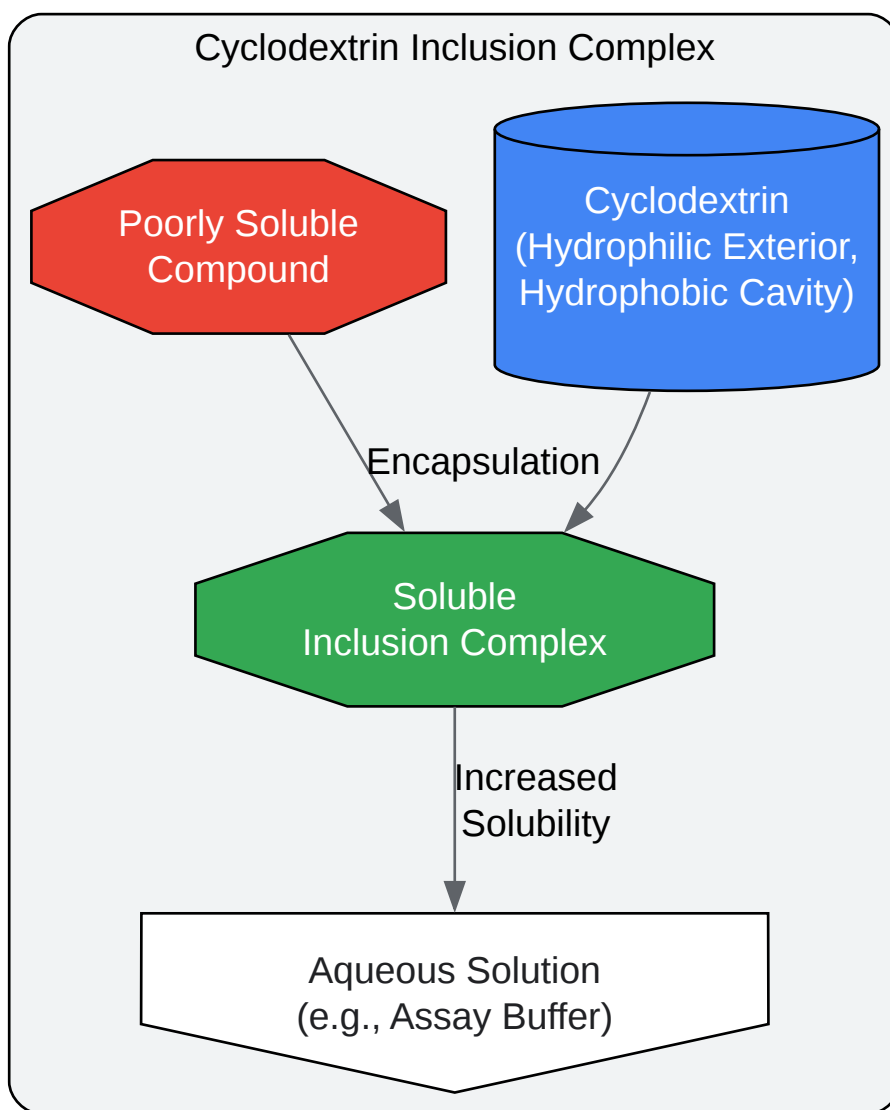 Cyclodextrin Inclusion Complex
Poorly Soluble
Compound
Cyclodextrin
(Hydrophilic Exterior,
Hydrophobic Cavity)
Encapsulation
Soluble
Inclusion Complex
Increased
Solubility
Aqueous Solution
(e.g., Assay Buffer)